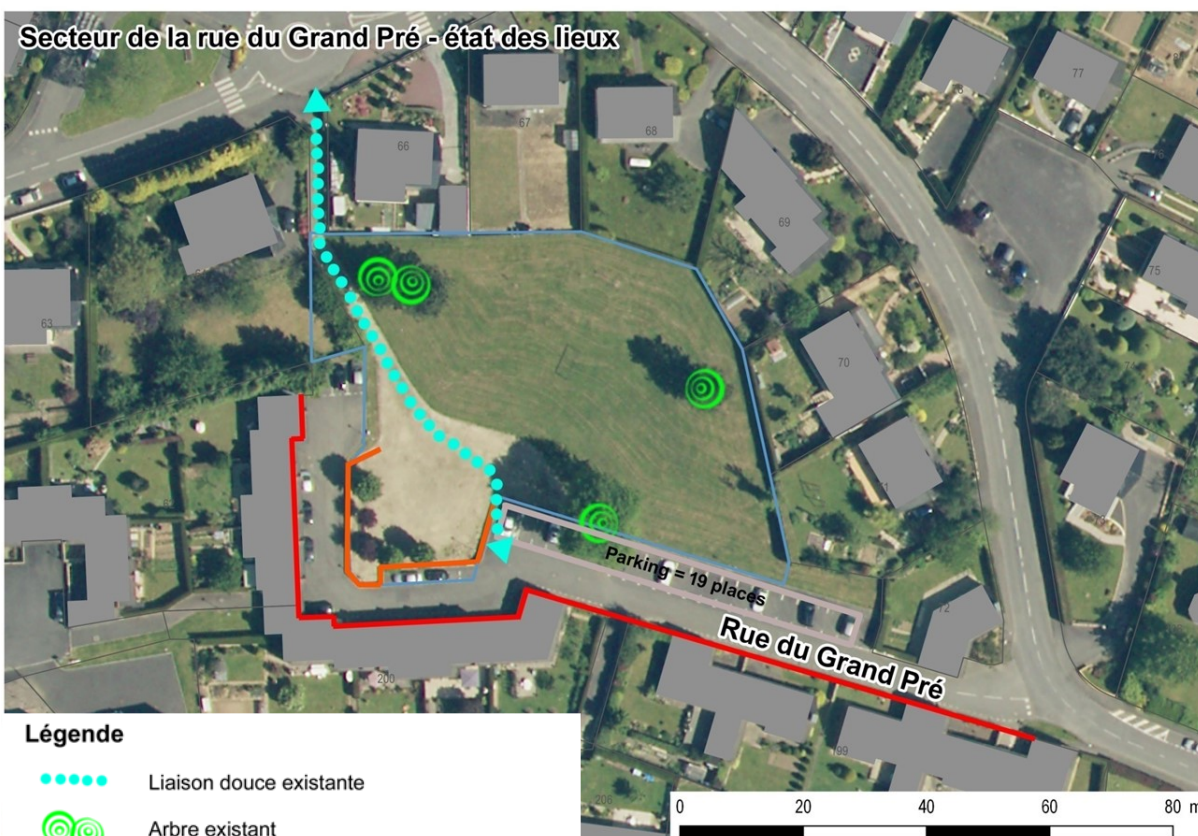 Secteur de la rue du Grand Pré - état des lieux
77
67
68
66
69
75
63
70
Parking = 19 places
72
Rue du Grand Pré
200
199
Légende
Liaison douce existante
Arbre existant
0 20 40 60 80 m